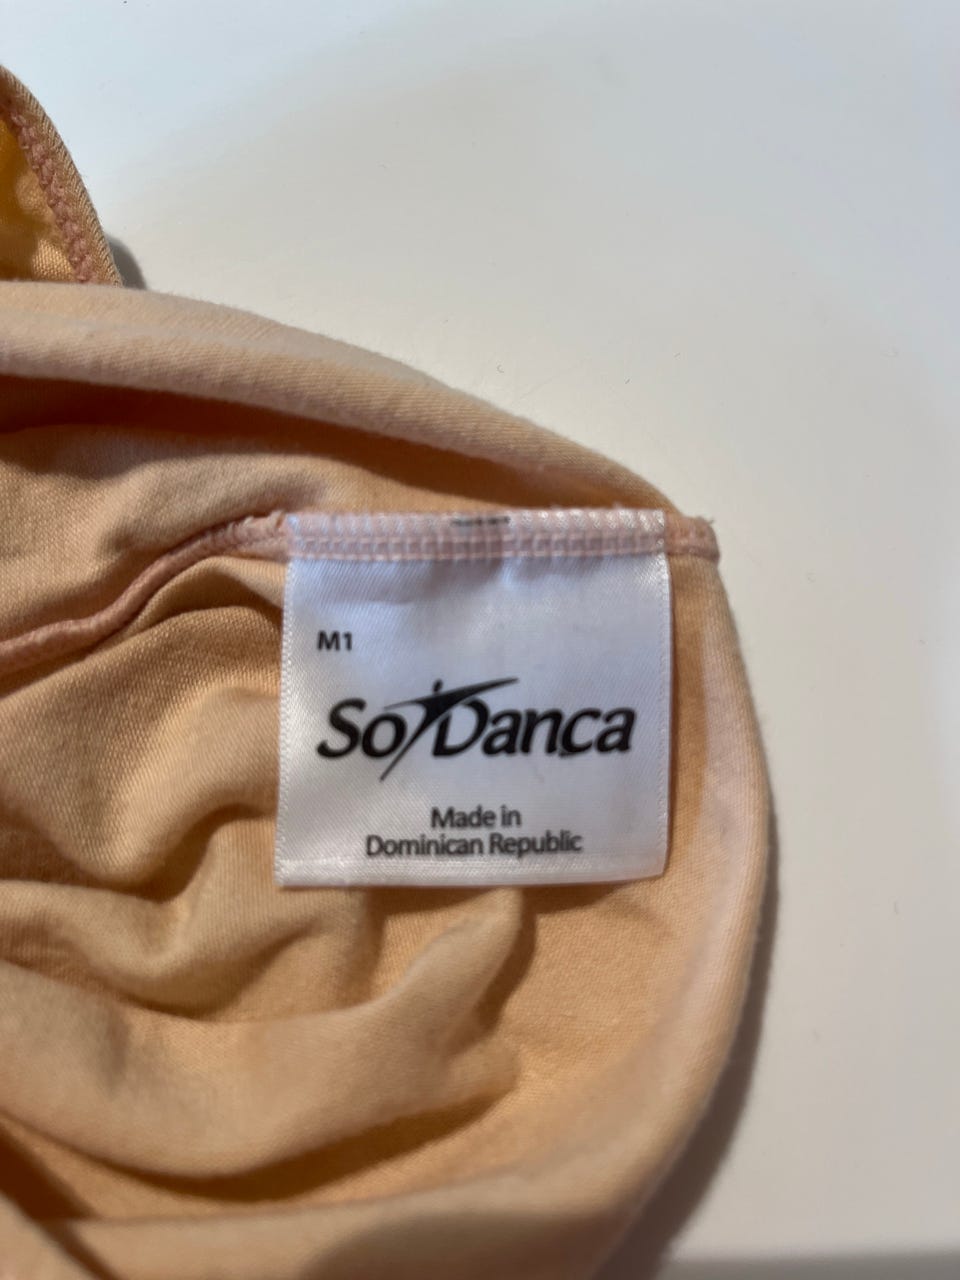 M1
So Danca
Made in
Dominican Republic